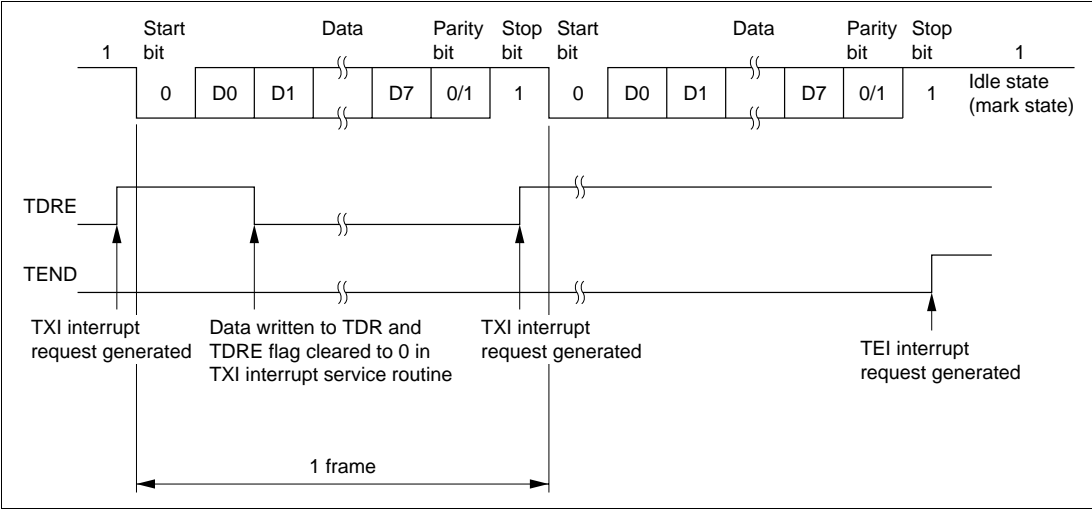 Start Data Parity Stop Start Data Parity Stop
1 bit bit bit bit bit bit 1
0 D0 D1 D7 0/1 1 0 D0 D1 D7 0/1 1 Idle state
(mark state)
TDRE
TEND
TXI interrupt
request generated
Data written to TDR and
TDRE flag cleared to 0 in
TXI interrupt service routine
TXI interrupt
request generated
TEI interrupt
request generated
1 frame